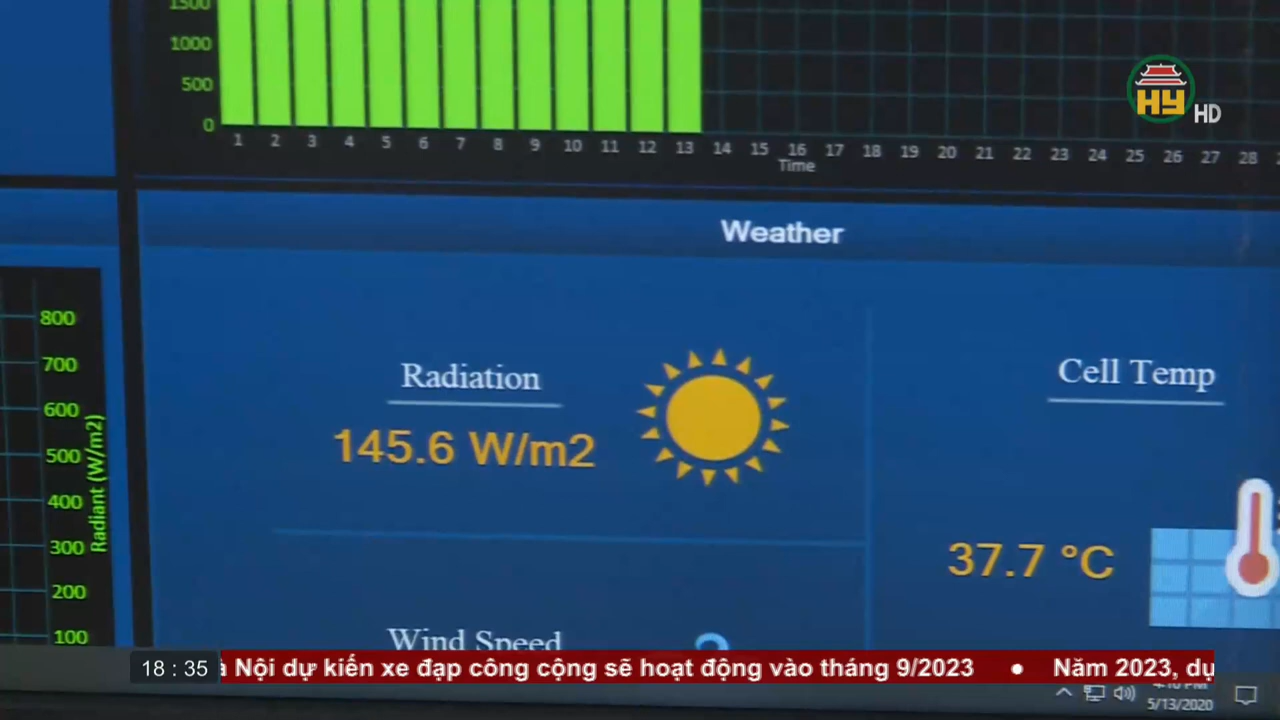 1500
1000
500
0
1 2 3 4 5 6 7 8 9 10 11 12 13 14 15 16 17 18 19 20 21 22 23 24 25 26 27 28
Time
HY HD
Weather
800
700
600
500
400
300
200
100
Radiant (W/m2)
Radiation
145.6 W/m2
Cell Temp
37.7 °C
Wind Speed
18 : 35
Nội dự kiến xe đạp công cộng sẽ hoạt động vào tháng 9/2023 • Năm 2023, dự
5/13/2020